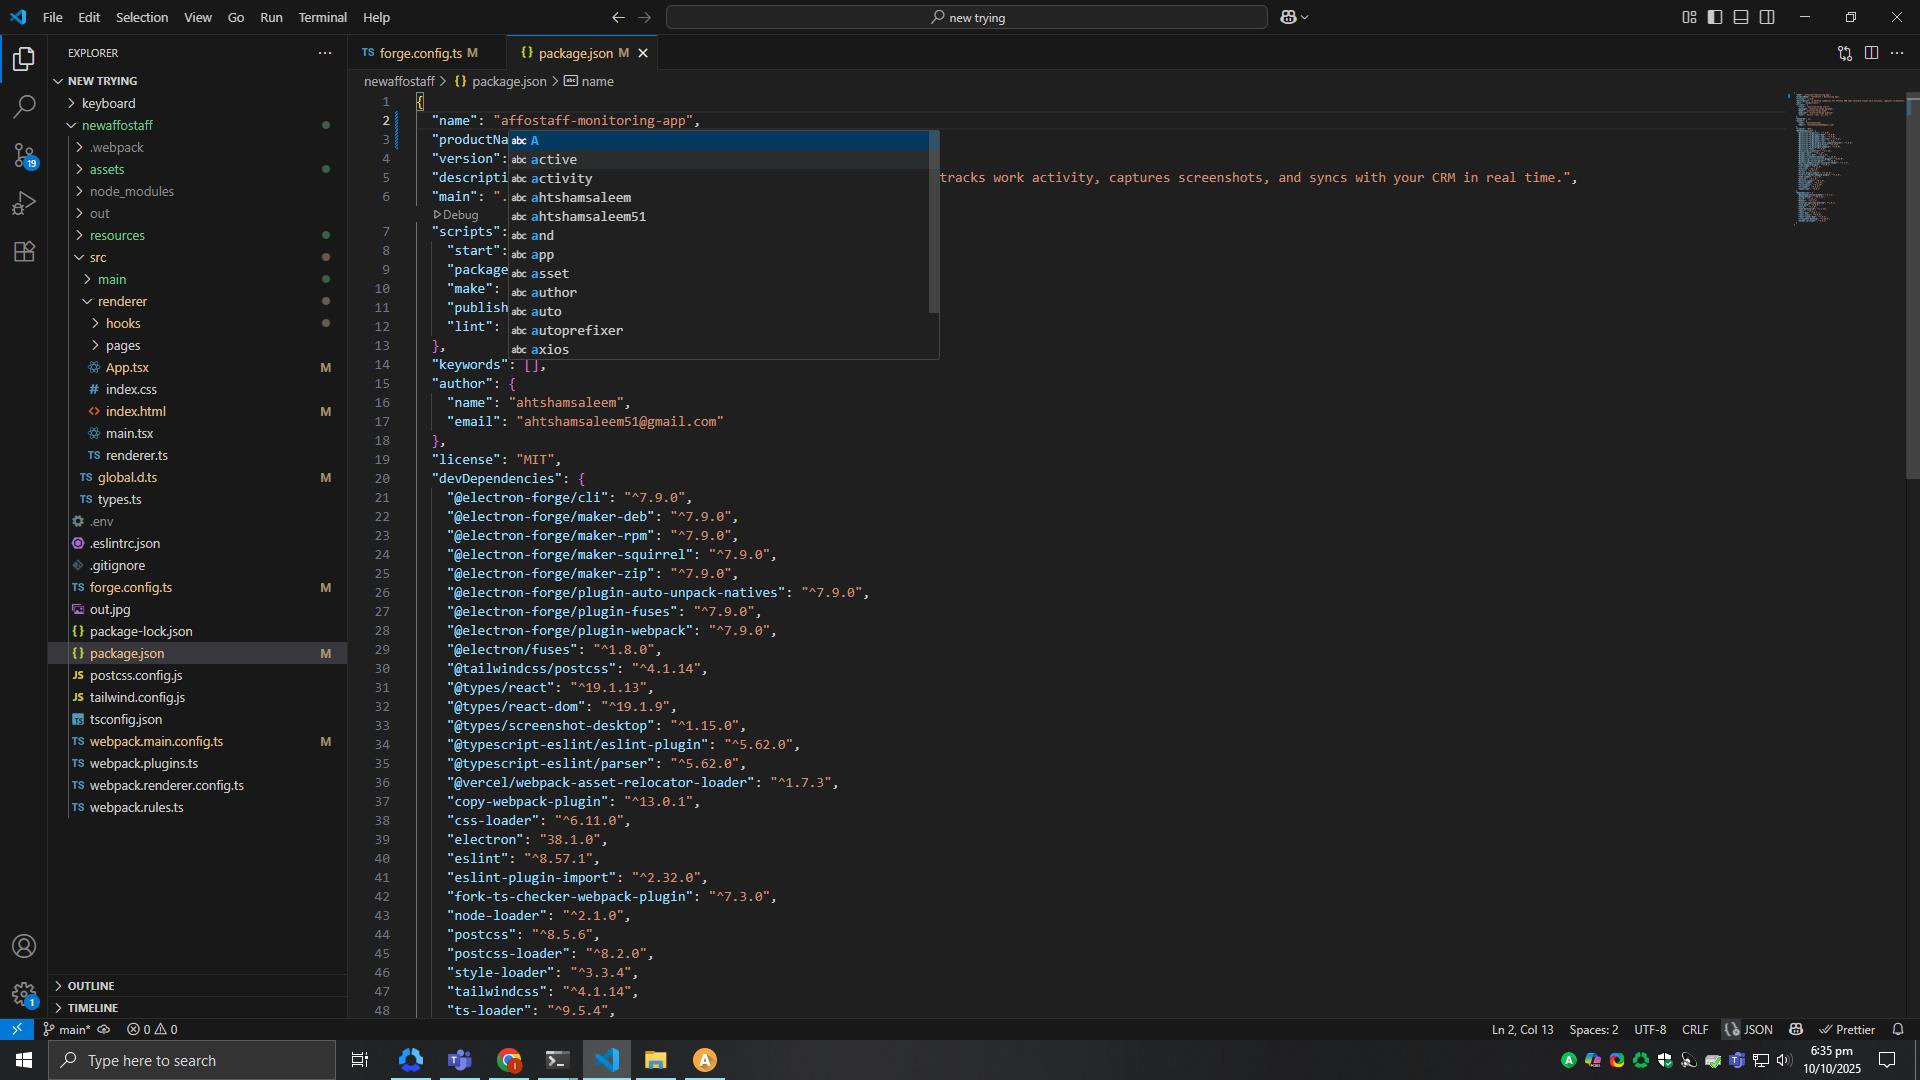 File Edit Selection View Go Run Terminal Help
new trying
EXPLORER
NEW TRYING
keyboard
newaffostaff
.webpack
assets
node_modules
out
resources
src
main
renderer
hooks
pages
App.tsx M
index.css
index.html M
main.tsx
renderer.ts
global.d.ts M
types.ts
.env
.eslintrc.json
.gitignore
forge.config.ts M
out.jpg
package-lock.json
package.json M
postcss.config.js
tailwind.config.js
tsconfig.json
webpack.main.config.ts M
webpack.plugins.ts
webpack.renderer.config.ts
webpack.rules.ts
OUTLINE
TIMELINE
19
1
forge.config.ts M
package.json M
newaffostaff > package.json > name
1 {
2 "name": "affostaff-monitoring-app",
3 "productNa
4 "version":
5 "descripti tracks work activity, captures screenshots, and syncs with your CRM in real time.",
6 "main": ".
Debug
7 "scripts":
8 "start":
9 "package
10 "make":
11 "publish
12 "lint":
13 },
14 "keywords": [],
15 "author": {
16 "name": "ahtshamsaleem",
17 "email": "ahtshamsaleem51@gmail.com"
18 },
19 "license": "MIT",
20 "devDependencies": {
21 "@electron-forge/cli": "^7.9.0",
22 "@electron-forge/maker-deb": "^7.9.0",
23 "@electron-forge/maker-rpm": "^7.9.0",
24 "@electron-forge/maker-squirrel": "^7.9.0",
25 "@electron-forge/maker-zip": "^7.9.0",
26 "@electron-forge/plugin-auto-unpack-natives": "^7.9.0",
27 "@electron-forge/plugin-fuses": "^7.9.0",
28 "@electron-forge/plugin-webpack": "^7.9.0",
29 "@electron/fuses": "^1.8.0",
30 "@tailwindcss/postcss": "^4.1.14",
31 "@types/react": "^19.1.13",
32 "@types/react-dom": "^19.1.9",
33 "@types/screenshot-desktop": "^1.15.0",
34 "@typescript-eslint/eslint-plugin": "^5.62.0",
35 "@typescript-eslint/parser": "^5.62.0",
36 "@vercel/webpack-asset-relocator-loader": "^1.7.3",
37 "copy-webpack-plugin": "^13.0.1",
38 "css-loader": "^6.11.0",
39 "electron": "38.1.0",
40 "eslint": "^8.57.1",
41 "eslint-plugin-import": "^2.32.0",
42 "fork-ts-checker-webpack-plugin": "^7.3.0",
43 "node-loader": "^2.1.0",
44 "postcss": "^8.5.6",
45 "postcss-loader": "^8.2.0",
46 "style-loader": "^3.3.4",
47 "tailwindcss": "^4.1.14",
48 "ts-loader": "^9.5.4",
abc A
abc active
abc activity
abc ahtshamsaleem
abc ahtshamsaleem51
abc and
abc app
abc asset
abc author
abc auto
abc autoprefixer
abc axios
main* 0 0
Ln 2, Col 13 Spaces: 2 UTF-8 CRLF JSON Prettier
Type here to search
6:35 pm
10/10/2025